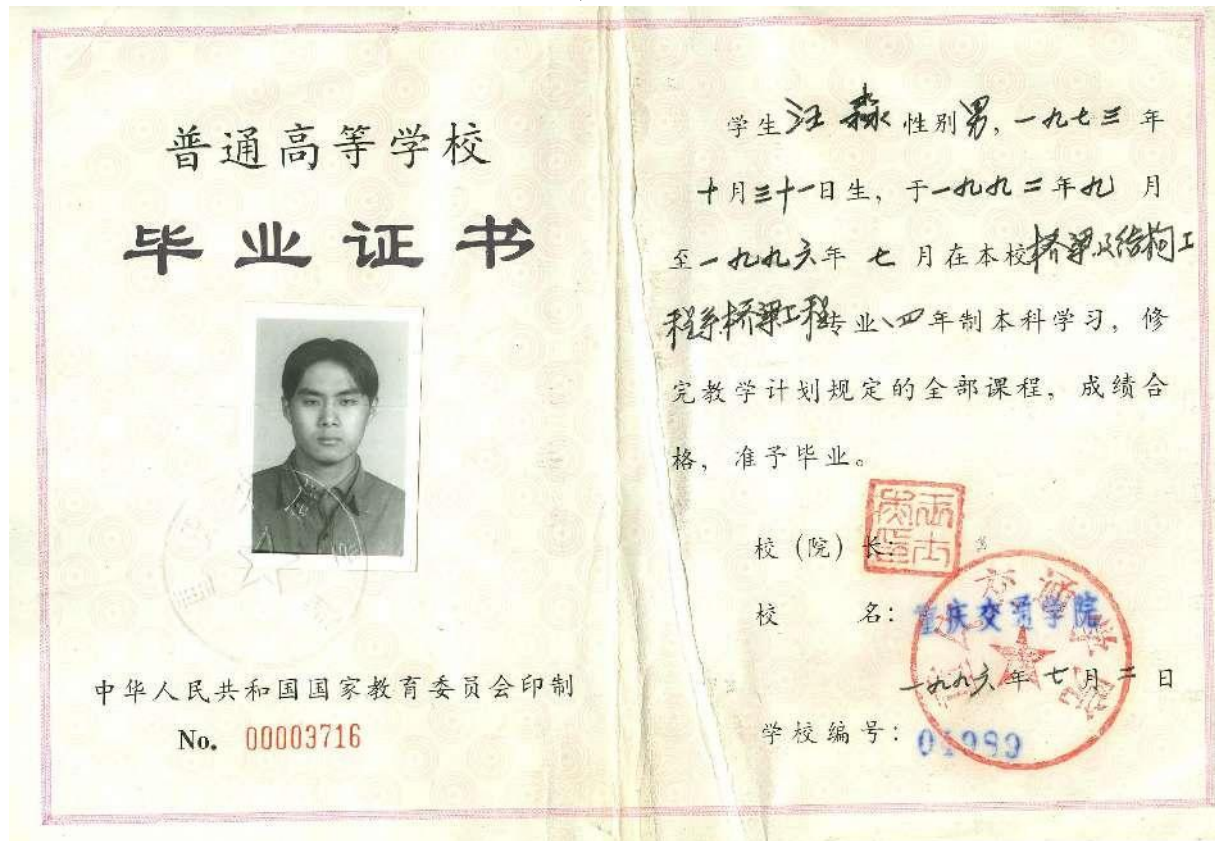 普通高等学校
毕业证书
中华人民共和国国家教育委员会印制
No. 00003716
学生汪淼性别男,一九七三年
十月三十一日生,于一九九二年九月
至一九九六年七月在本校桥梁及结构工
程系桥梁工程专业、四年制本科学习,修
完教学计划规定的全部课程,成绩合
格,准予毕业。
校(院)长:
校名:重庆交通学院
一九九六年七月二日
学校编号: